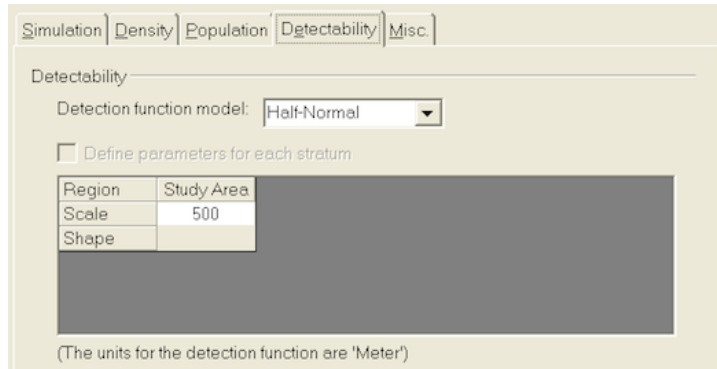 Simulation Density Population Detectability Misc.
Detectability
Detection function model: Half-Normal
Define parameters for each stratum
Region Study Area
Scale 500
Shape
(The units for the detection function are 'Meter')